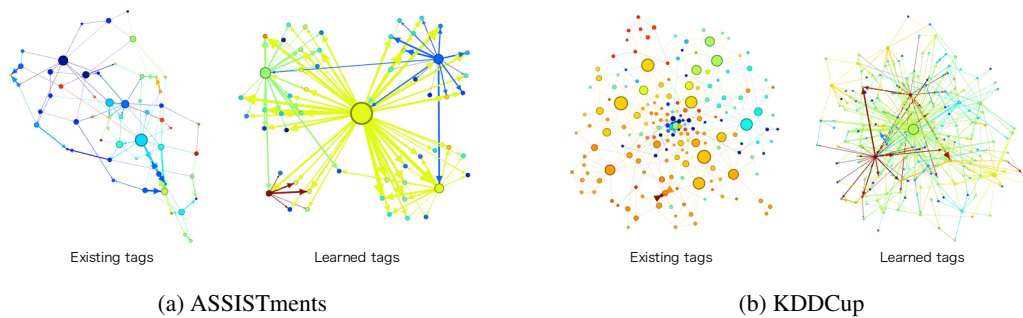 Existing tags
Learned tags
Existing tags
Learned tags
(a) ASSISTments
(b) KDDCup